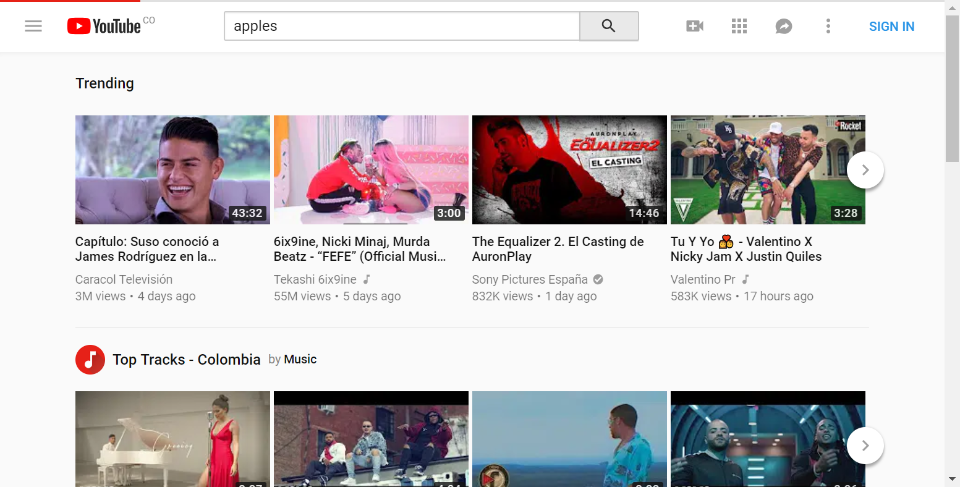 YouTube CO
apples
SIGN IN
Trending
AURONPLAY
THE EQUALIZER 2
EL CASTING
Rocket
43:32
3:00
14:46
3:28
Capítulo: Suso conoció a
James Rodríguez en la...
Caracol Televisión
3M views • 4 days ago
6ix9ine, Nicki Minaj, Murda
Beatz - “FEFE” (Official Musi...
Tekashi 6ix9ine
55M views • 5 days ago
The Equalizer 2. El Casting de
AuronPlay
Sony Pictures España
832K views • 1 day ago
Tu Y Yo 💏 - Valentino X
Nicky Jam X Justin Quiles
Valentino Pr
583K views • 17 hours ago
Top Tracks - Colombia by Music